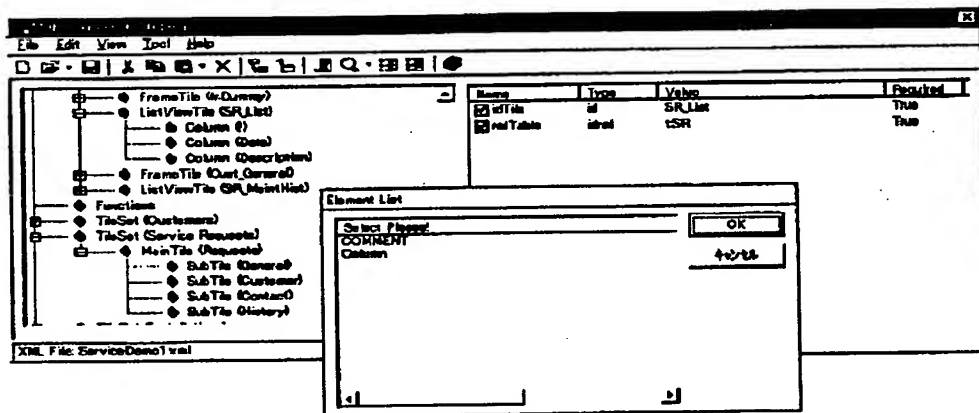 File Edit View Tool Help
FrameTile (fr.Dummy)
ListViewTile (SR_List)
Column ()
Column (Date)
Column (Description)
FrameTile (Cust_General)
ListViewTile (SR_MaintHist)
Functions
TileSet (Customers)
TileSet (Service Requests)
MainTile (Requests)
SubTile (General)
SubTile (Customer)
SubTile (Contact)
SubTile (History)
XML File: ServiceDemo1.xml
Name Type Value Required
idTile id SR_List True
relTable idref tSR True
Element List
Select Please!
COMMENT
Column
OK
キャンセル